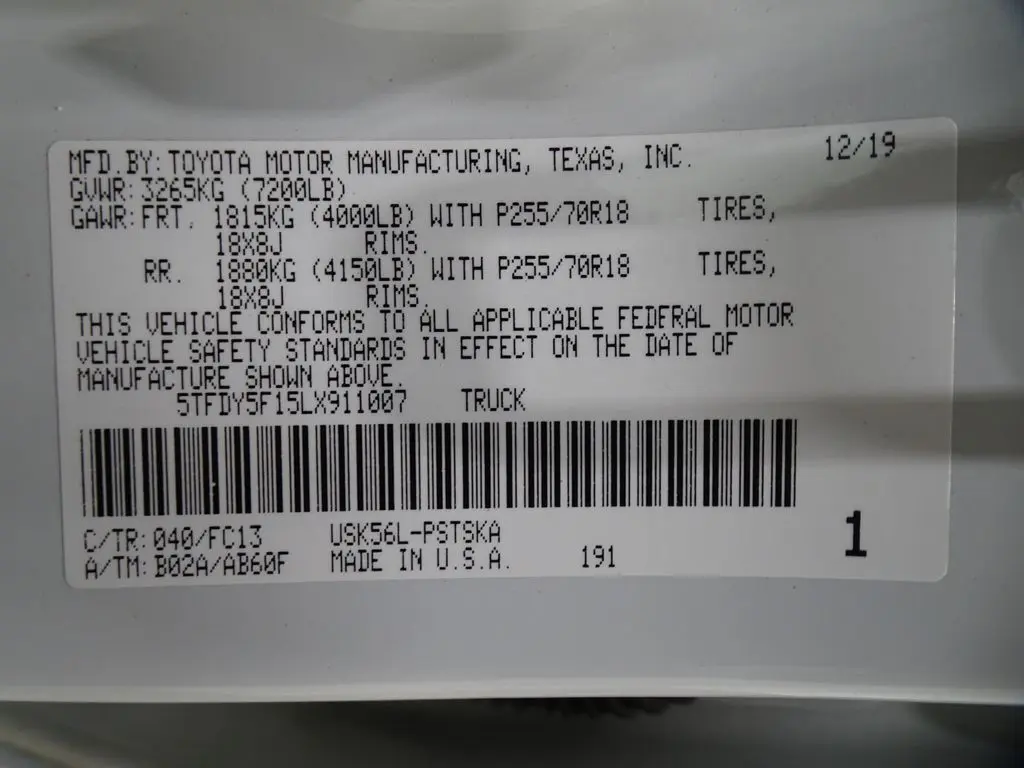 MFD.BY: TOYOTA MOTOR MANUFACTURING, TEXAS, INC. 12/19
GVWR: 3265KG (7200LB)
GAWR: FRT. 1815KG (4000LB) WITH P255/70R18 TIRES,
18X8J RIMS.
RR. 1880KG (4150LB) WITH P255/70R18 TIRES,
18X8J RIMS.
THIS VEHICLE CONFORMS TO ALL APPLICABLE FEDERAL MOTOR
VEHICLE SAFETY STANDARDS IN EFFECT ON THE DATE OF
MANUFACTURE SHOWN ABOVE.
5TFDY5F15LX911007 TRUCK
C/TR: 040/FC13 USK56L-PSTSKA 1
A/TM: B02A/AB60F MADE IN U.S.A. 191